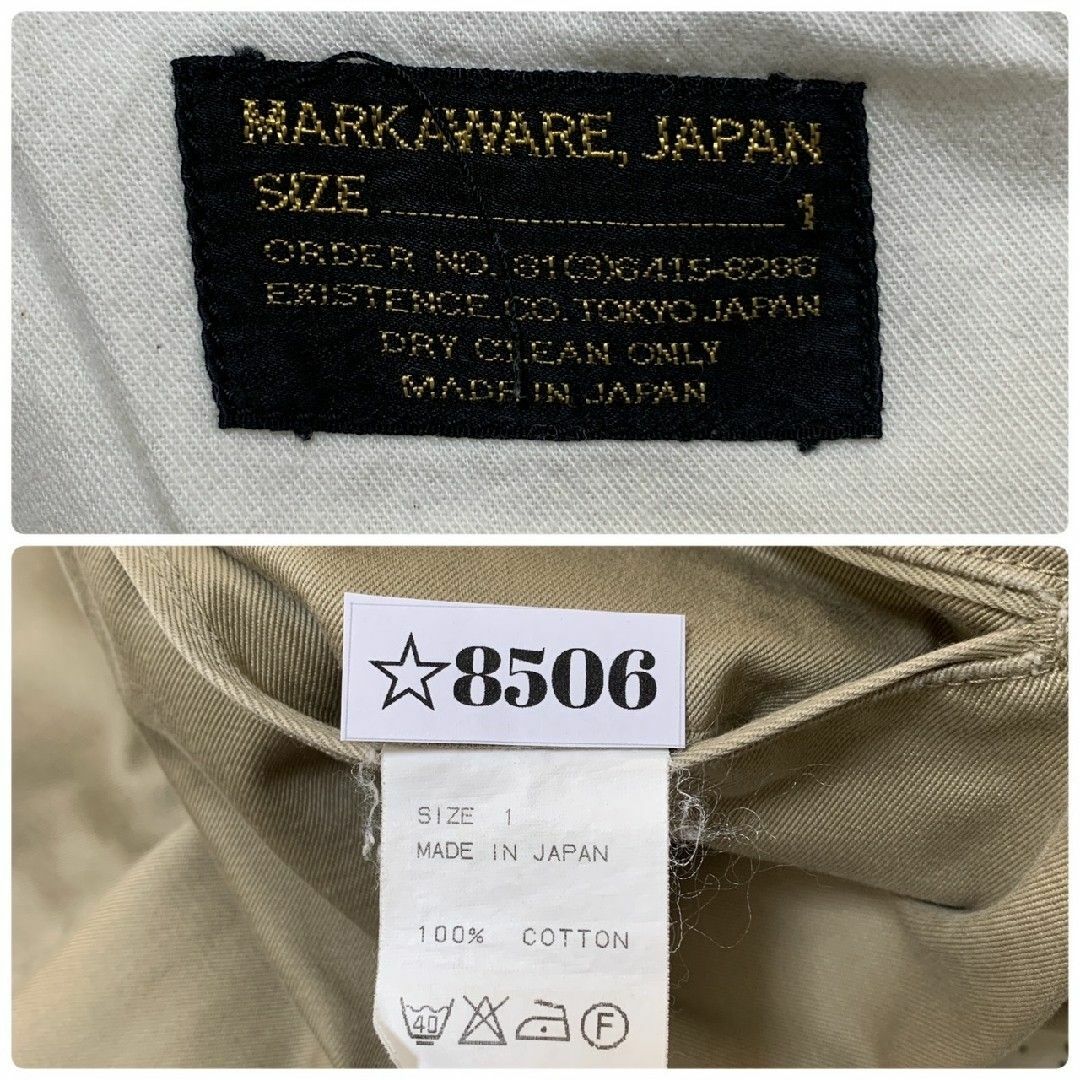 MARKAWARE, JAPAN
SIZE 1
ORDER NO. 81(3)6415-8286
EXISTENCE.CO. TOKYO JAPAN
DRY CLEAN ONLY
MADE IN JAPAN
☆8506
SIZE 1
MADE IN JAPAN
100% COTTON
40
F